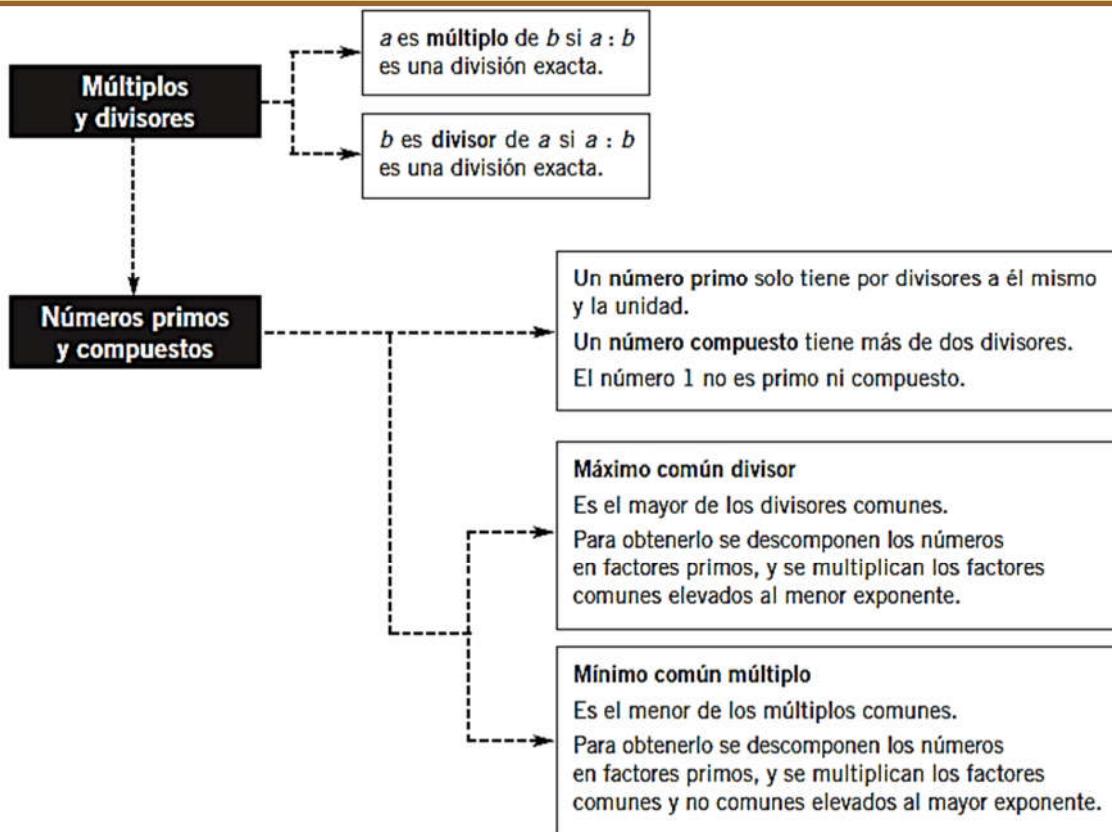 Múltiplos
y divisores
a es múltiplo de b si a : b
es una división exacta.
b es divisor de a si a : b
es una división exacta.
Números primos
y compuestos
Un número primo solo tiene por divisores a él mismo
y la unidad.
Un número compuesto tiene más de dos divisores.
El número 1 no es primo ni compuesto.
Máximo común divisor
Es el mayor de los divisores comunes.
Para obtenerlo se descomponen los números
en factores primos, y se multiplican los factores
comunes elevados al menor exponente.
Mínimo común múltiplo
Es el menor de los múltiplos comunes.
Para obtenerlo se descomponen los números
en factores primos, y se multiplican los factores
comunes y no comunes elevados al mayor exponente.